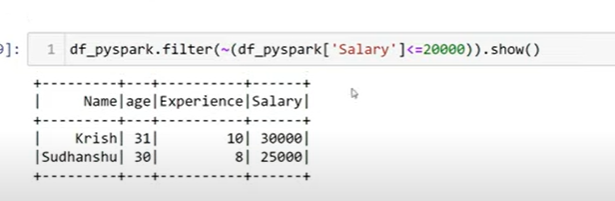 9]:
1 df_pyspark.filter(~(df_pyspark['Salary']<=20000)).show()
+---------+---+----------+------+
|     Name|age|Experience|Salary|
+---------+---+----------+------+
|    Krish| 31|        10| 30000|
|Sudhanshu| 30|         8| 25000|
+---------+---+----------+------+